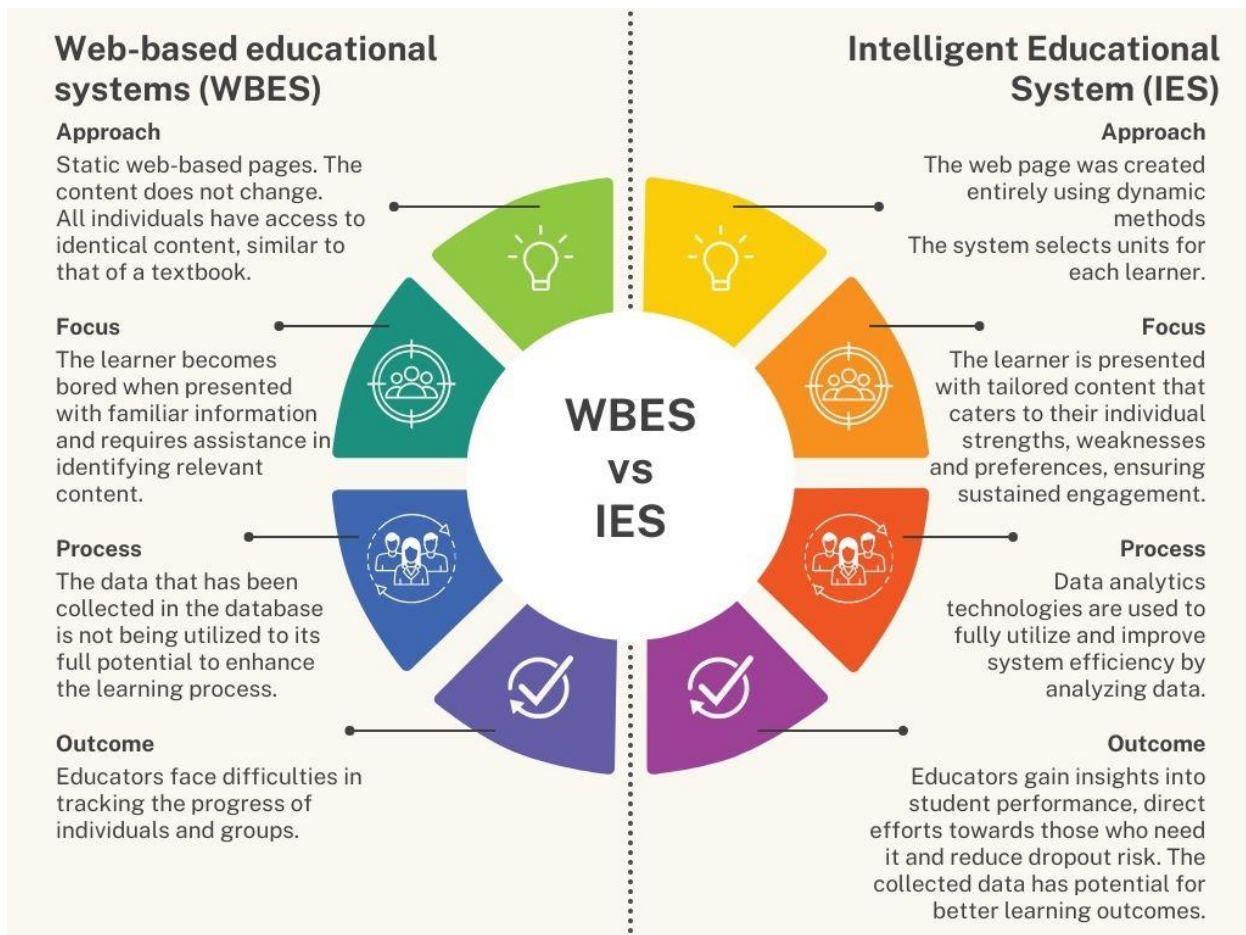 Web-based educational
systems (WBES)
Approach
Static web-based pages. The
content does not change.
All individuals have access to
identical content, similar to
that of a textbook.
Focus
The learner becomes
bored when presented
with familiar information
and requires assistance in
identifying relevant
content.
Process
The data that has been
collected in the database
is not being utilized to its
full potential to enhance
the learning process.
Outcome
Educators face difficulties in
tracking the progress of
individuals and groups.
WBES
vs
IES
Intelligent Educational
System (IES)
Approach
The web page was created
entirely using dynamic
methods
The system selects units for
each learner.
Focus
The learner is presented
with tailored content that
caters to their individual
strengths, weaknesses
and preferences, ensuring
sustained engagement.
Process
Data analytics
technologies are used to
fully utilize and improve
system efficiency by
analyzing data.
Outcome
Educators gain insights into
student performance, direct
efforts towards those who need
it and reduce dropout risk. The
collected data has potential for
better learning outcomes.